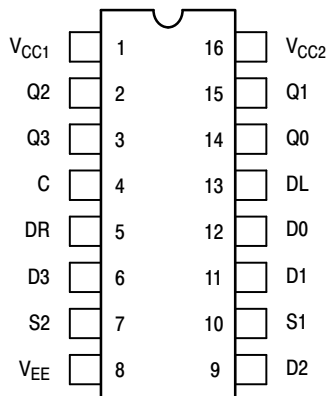 VCC1 1 16 VCC2
Q2 2 15 Q1
Q3 3 14 Q0
C 4 13 DL
DR 5 12 D0
D3 6 11 D1
S2 7 10 S1
VEE 8 9 D2